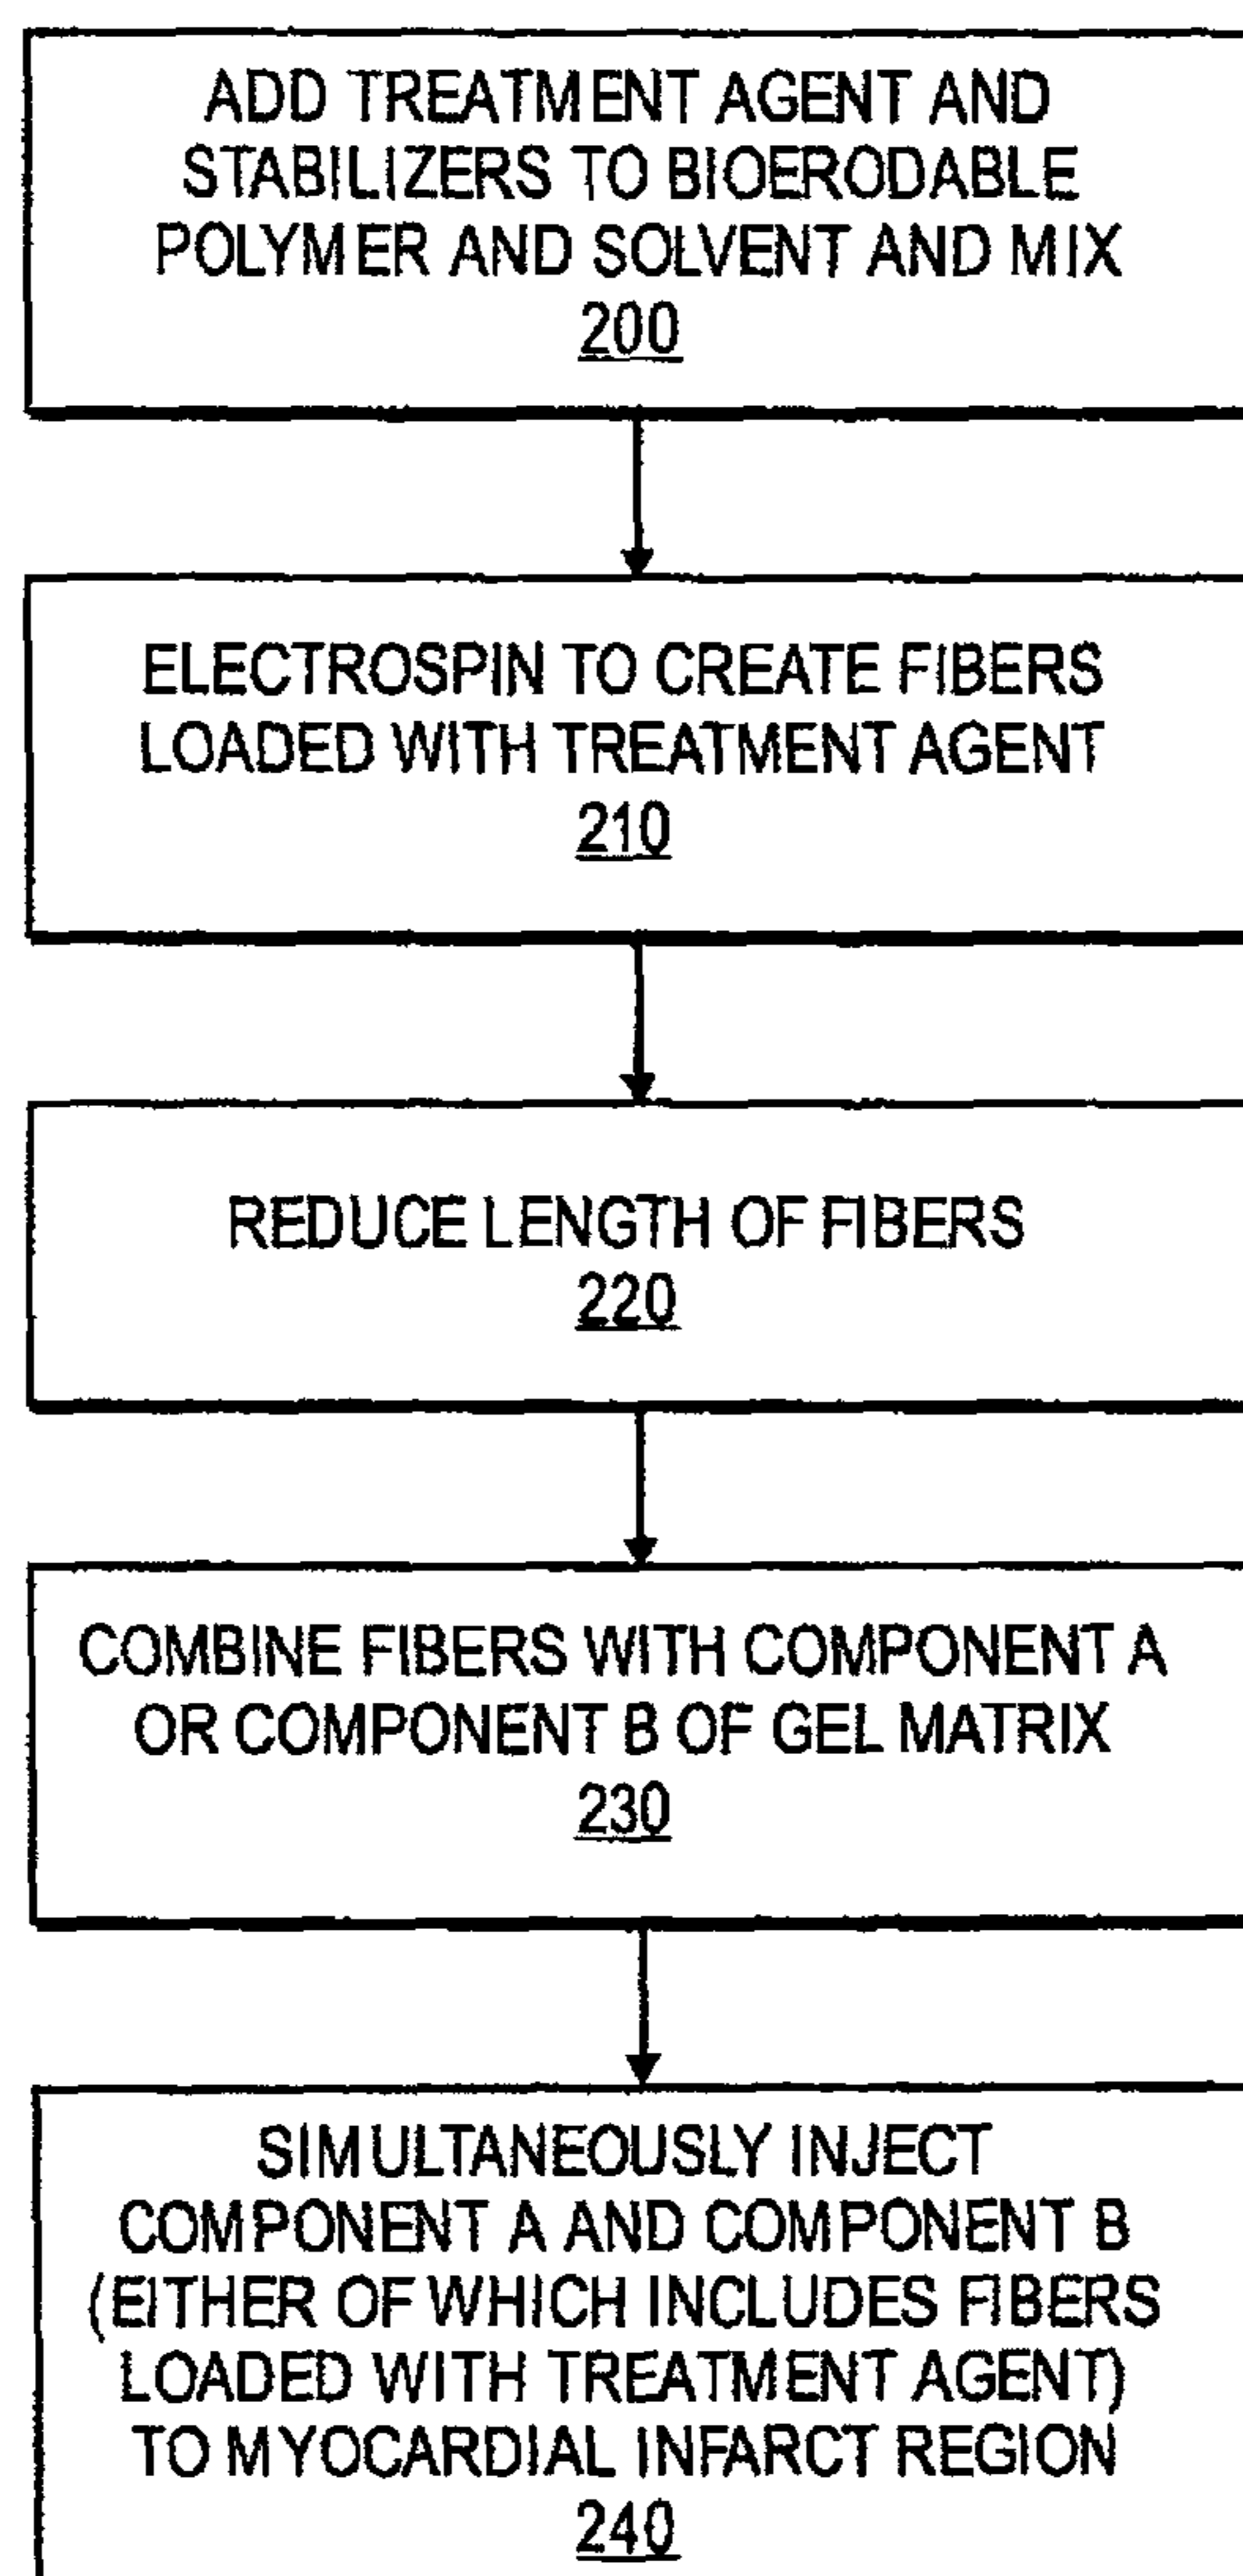 ADD TREATMENT AGENT AND
STABILIZERS TO BIOERODABLE
POLYMER AND SOLVENT AND MIX
200
ELECTROSPIN TO CREATE FIBERS
LOADED WITH TREATMENT AGENT
210
REDUCE LENGTH OF FIBERS
220
COMBINE FIBERS WITH COMPONENT A
OR COMPONENT B OF GEL MATRIX
230
SIMULTANEOUSLY INJECT
COMPONENT A AND COMPONENT B
(EITHER OF WHICH INCLUDES FIBERS
LOADED WITH TREATMENT AGENT)
TO MYOCARDIAL INFARCT REGION
240